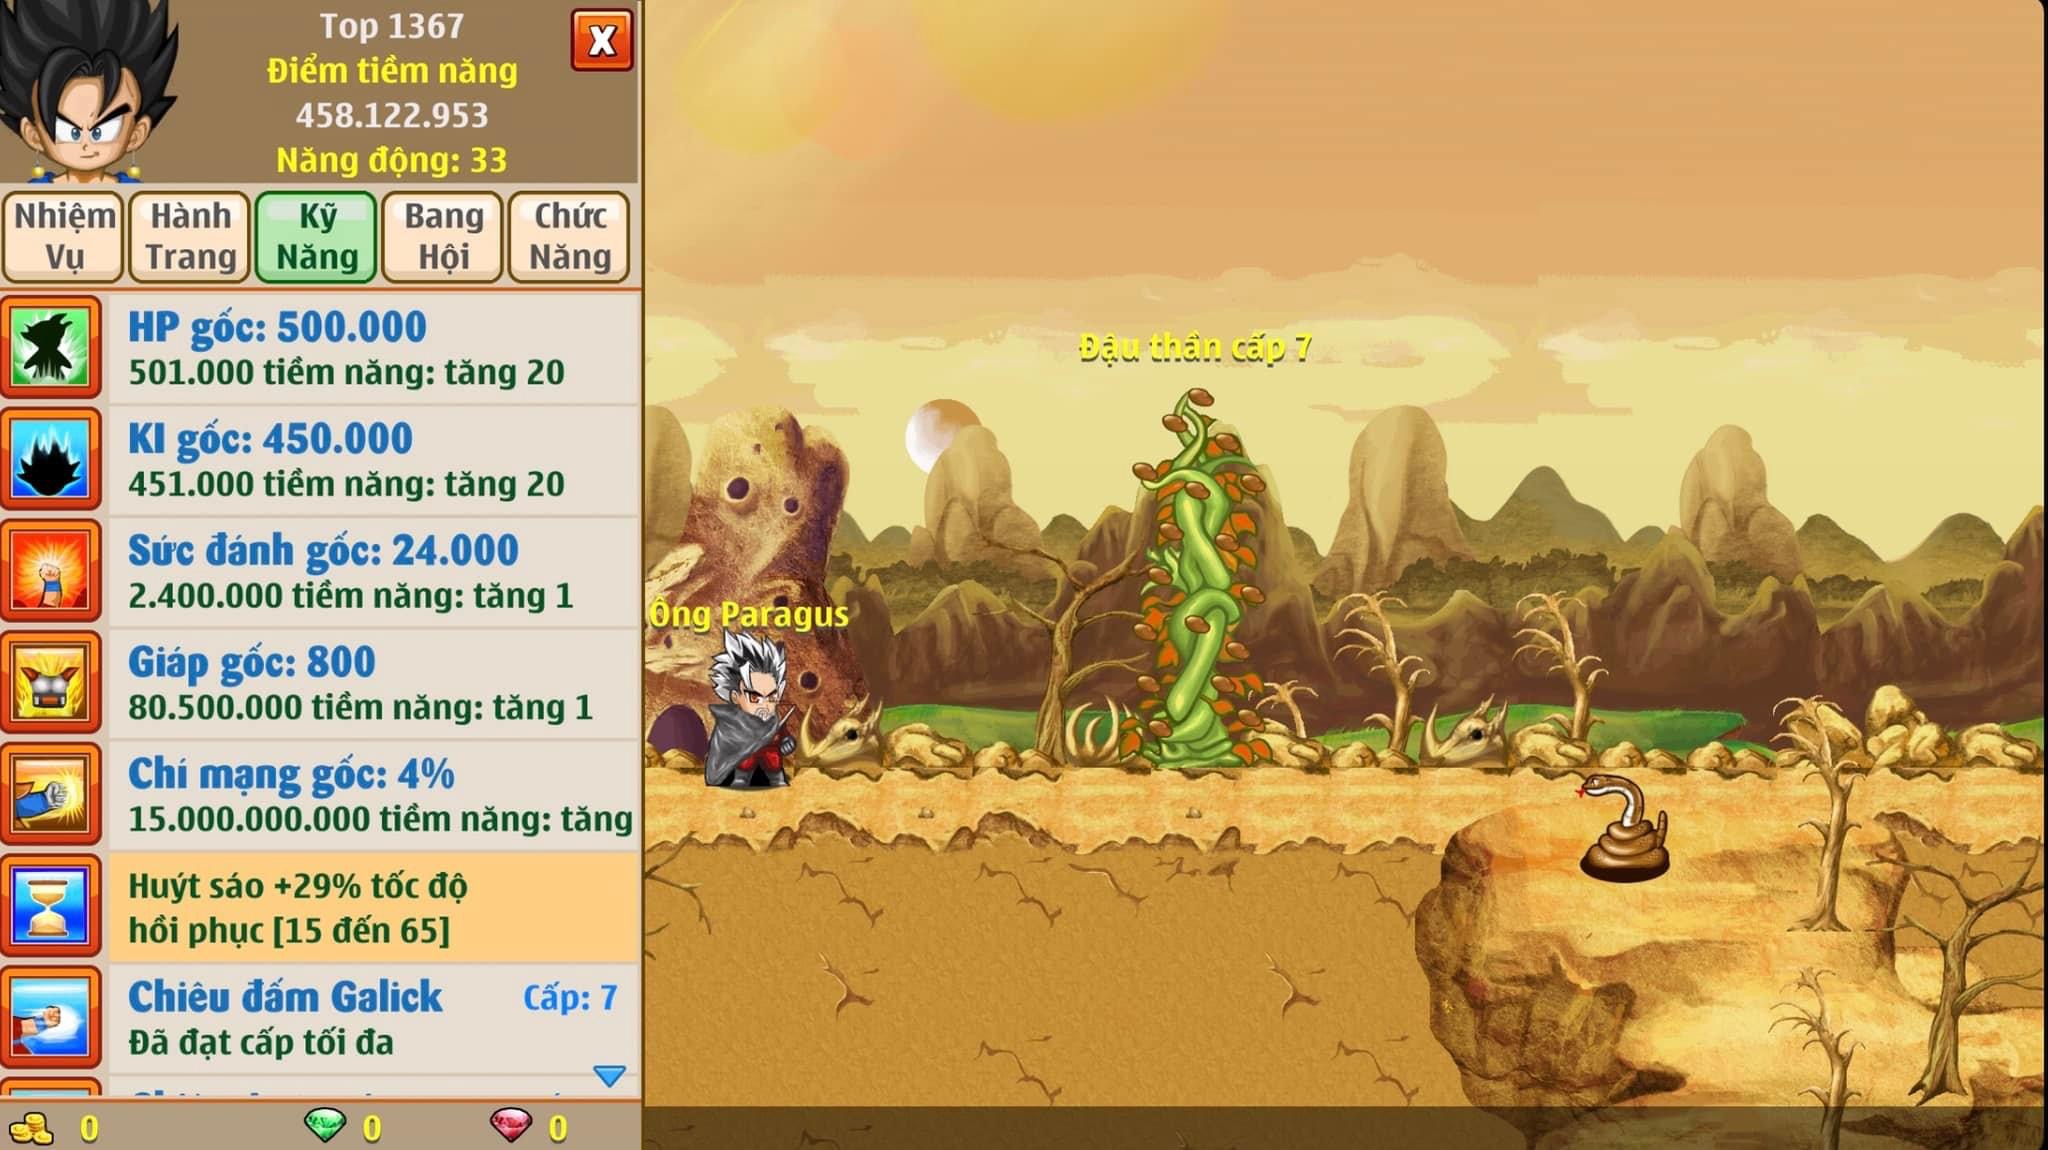 Top 1367
X
Điểm tiềm năng
458.122.953
Năng động: 33
Nhiệm Vụ
Hành Trang
Kỹ Năng
Bang Hội
Chức Năng
HP gốc: 500.000
501.000 tiềm năng: tăng 20
KI gốc: 450.000
451.000 tiềm năng: tăng 20
Sức đánh gốc: 24.000
2.400.000 tiềm năng: tăng 1
Giáp gốc: 800
80.500.000 tiềm năng: tăng 1
Chí mạng gốc: 4%
15.000.000.000 tiềm năng: tăng
Huýt sáo +29% tốc độ
hồi phục [15 đến 65]
Chiêu đấm Galick Cấp: 7
Đã đạt cấp tối đa
0 0 0
Đậu thần cấp 7
Ông Paragus